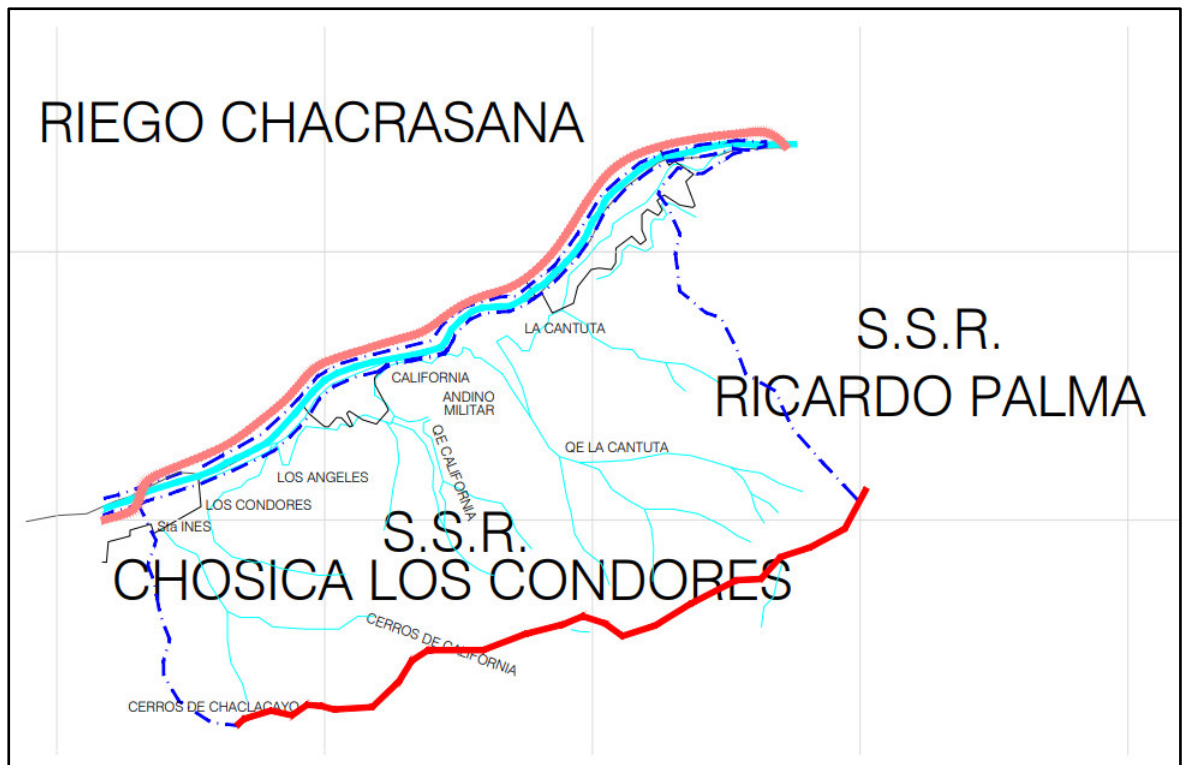 RIEGO CHACRASANA
S.S.R.
RICARDO PALMA
LA CANTUTA
CALIFORNIA
ANDINO
MILITAR
QE CALIFORNIA
QE LA CANTUTA
LOS ANGELES
LOS CONDORES
Sta INES
S.S.R.
CHOSICA LOS CONDORES
CERROS DE CALIFORNIA
CERROS DE CHACLACAYO